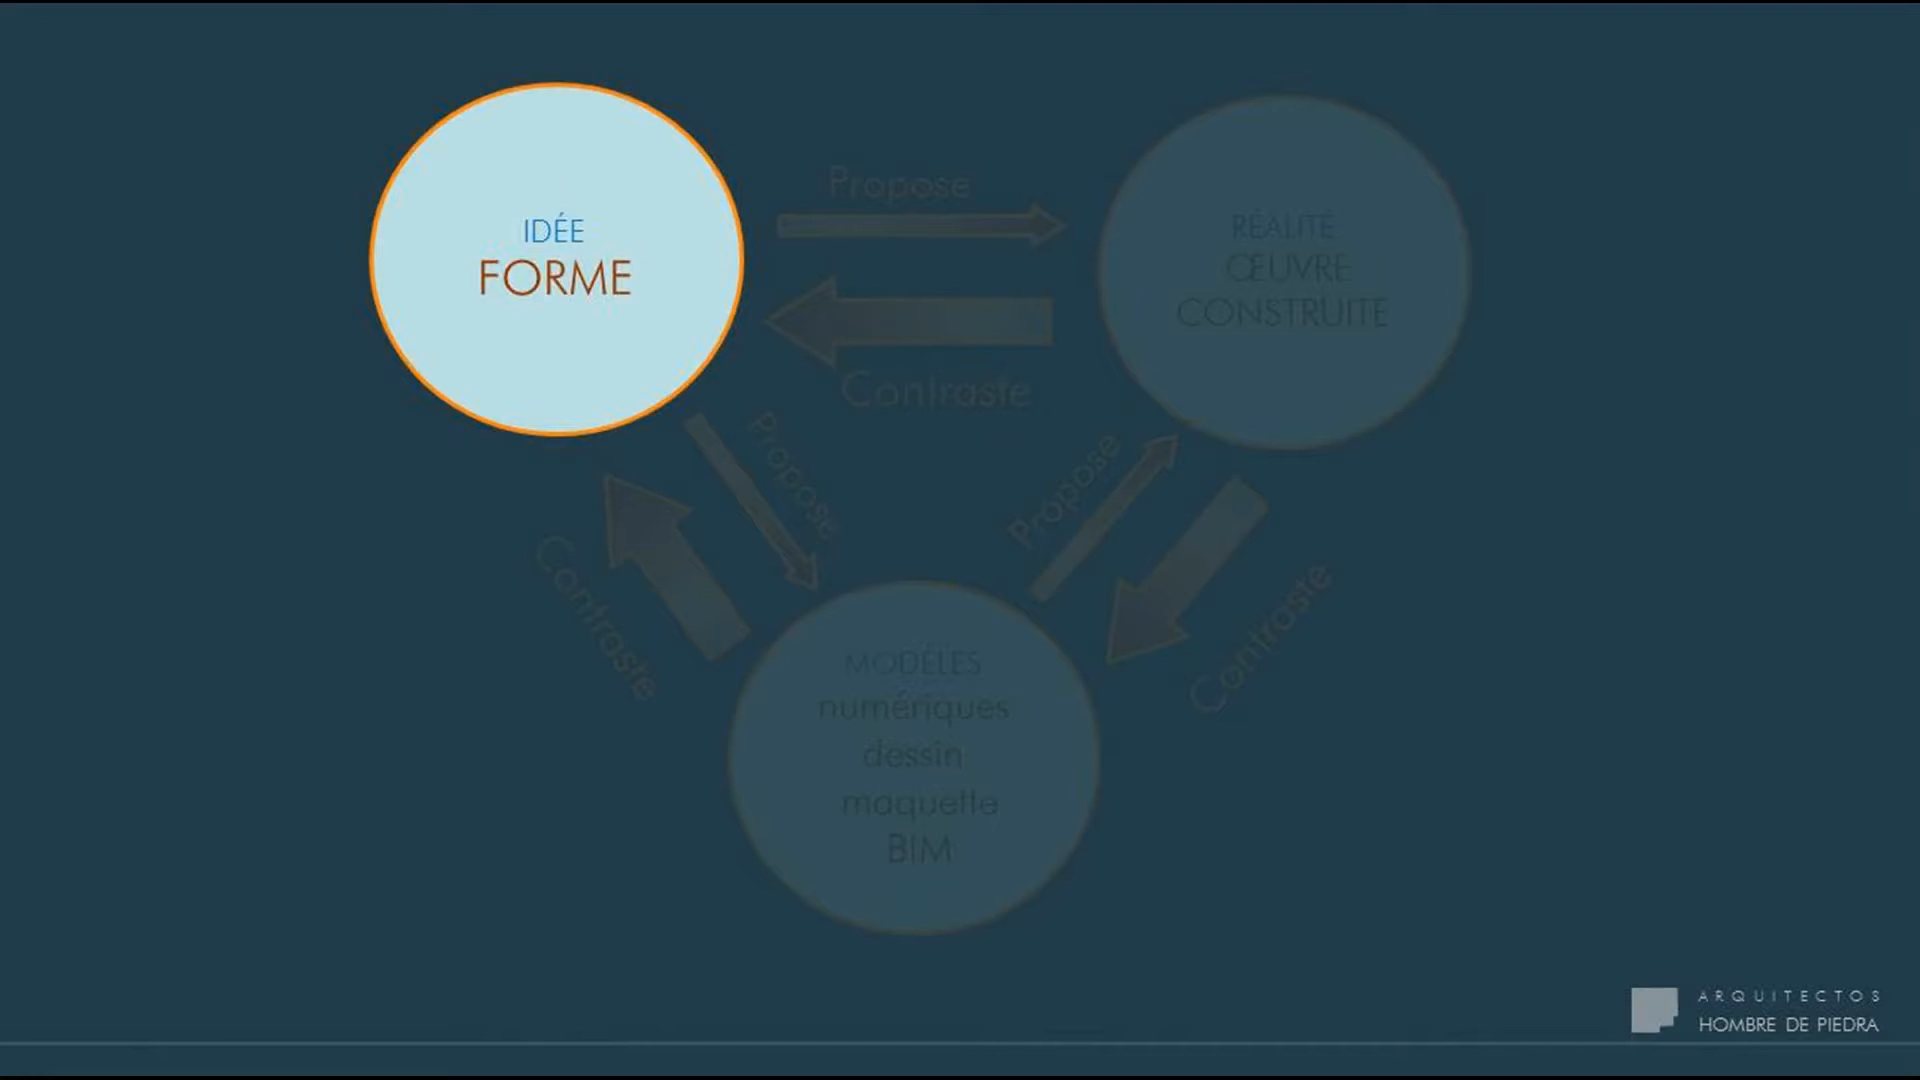 IDÉE
FORME
Propose
Contraste
RÉALITÉ
ŒUVRE
CONSTRUITE
Propose
Contraste
Propose
Contraste
MODÉLES
numériques
dessin
maquette
BIM
ARQUITECTOS
HOMBRE DE PIEDRA